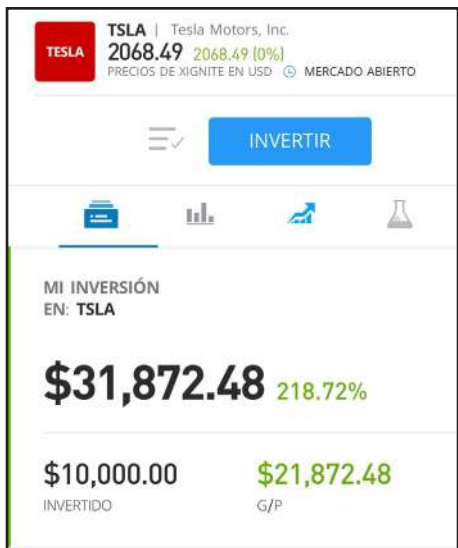 TESLA
TSLA | Tesla Motors, Inc.
2068.49 2068.49 (0%)
PRECIOS DE XIGNITE EN USD MERCADO ABIERTO
INVERTIR
MI INVERSIÓN
EN: TSLA
$31,872.48 218.72%
$10,000.00 $21,872.48
INVERTIDO G/P